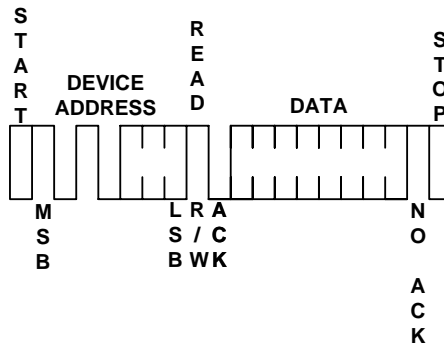 START
DEVICE
ADDRESS
READ
DATA
STOP
MSB
LSB
R/W
ACK
NO ACK